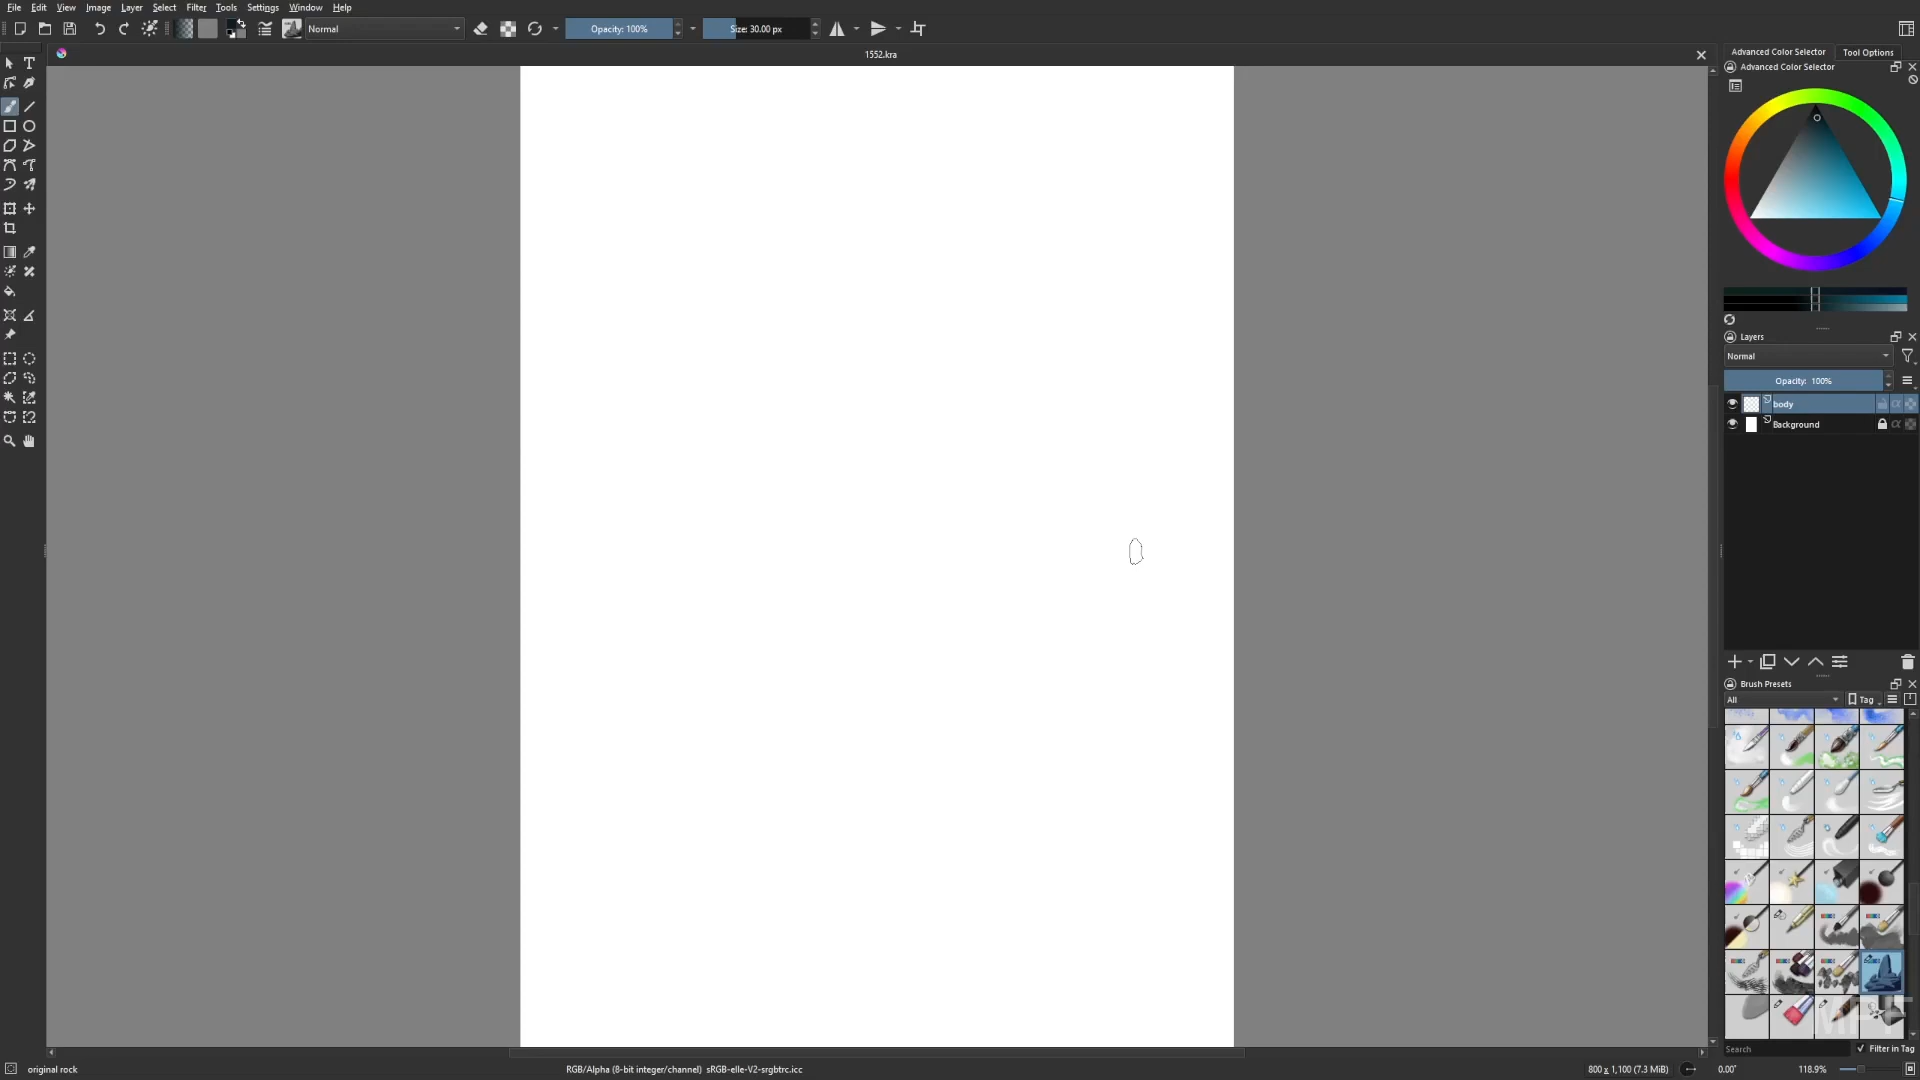 File Edit View Image Layer Select Filter Tools Settings Window Help
Normal
Opacity: 100%
Size: 30.00 px
1552.kra
Advanced Color Selector
Tool Options
Advanced Color Selector
Layers
Normal
Opacity: 100%
body
Background
Brush Presets
All
Tag
Search
Filter in Tag
original rock
RGB/Alpha (8-bit integer/channel) sRGB-elle-V2-srgbtrc.icc
800 x 1,100 (7.3 MiB)
0.00°
118.9%